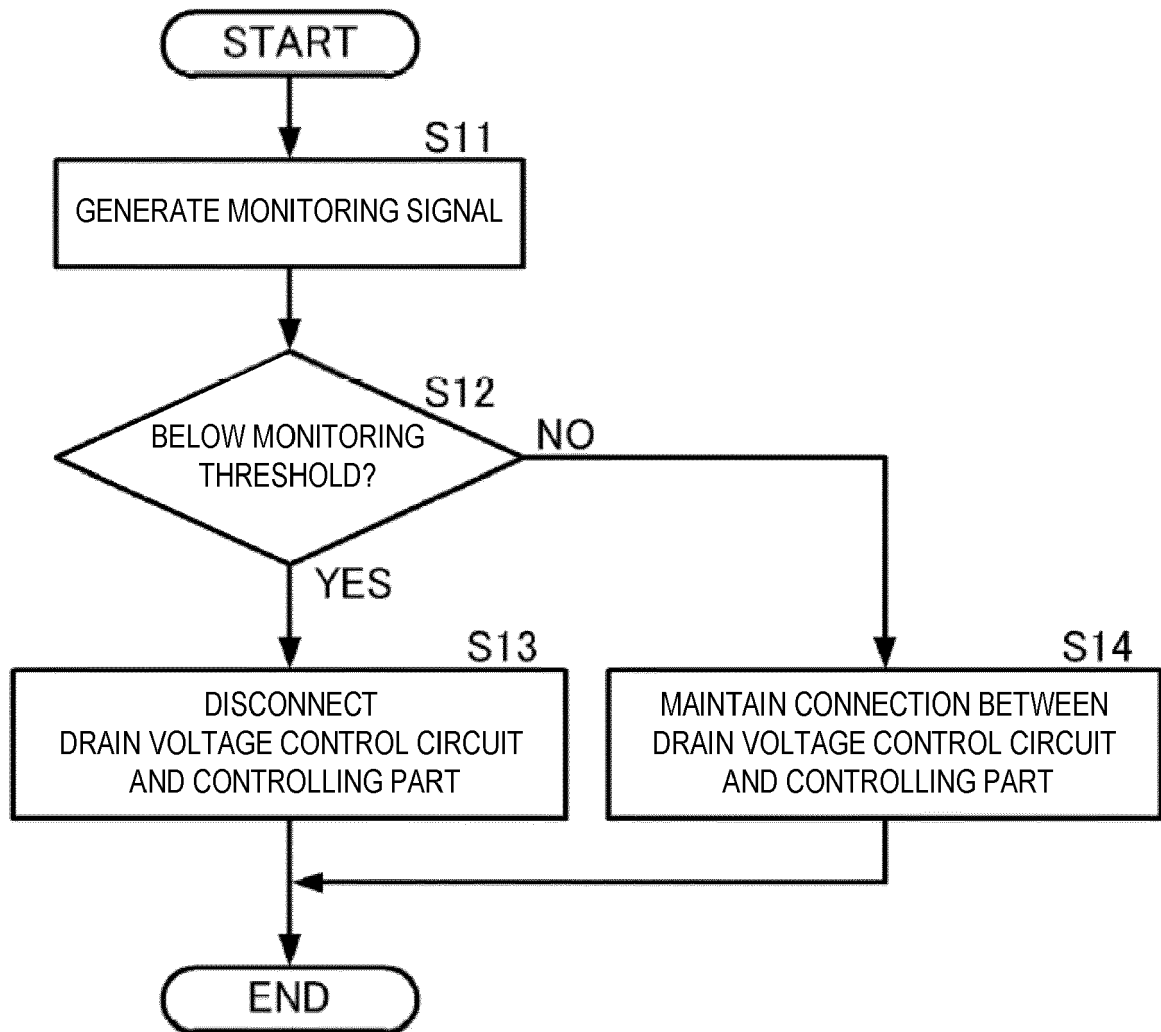 START
S11
GENERATE MONITORING SIGNAL
S12
BELOW MONITORING
THRESHOLD?
NO
YES
S13
DISCONNECT
DRAIN VOLTAGE CONTROL CIRCUIT
AND CONTROLLING PART
S14
MAINTAIN CONNECTION BETWEEN
DRAIN VOLTAGE CONTROL CIRCUIT
AND CONTROLLING PART
END